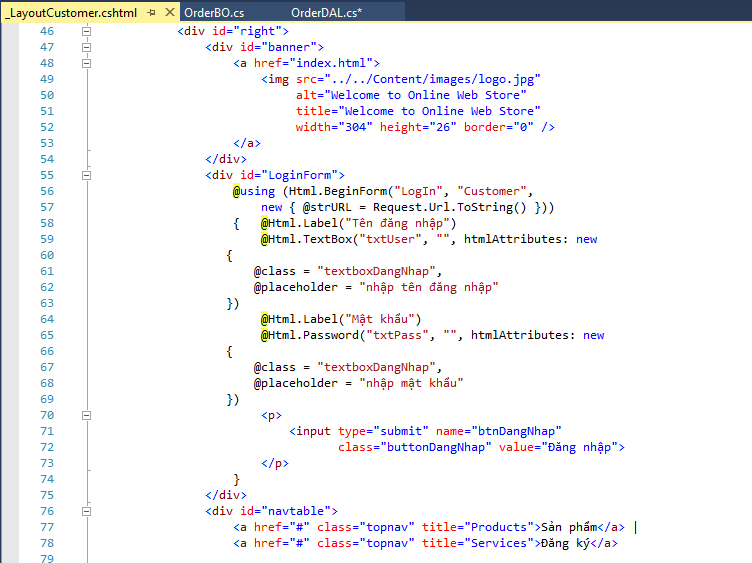 _LayoutCustomer.cshtml OrderBO.cs OrderDAL.cs*
46 <div id="right">
47 <div id="banner">
48 <a href="index.html">
49 <img src="../../Content/images/logo.jpg"
50 alt="Welcome to Online Web Store"
51 title="Welcome to Online Web Store"
52 width="304" height="26" border="0" />
53 </a>
54 </div>
55 <div id="LoginForm">
56 @using (Html.BeginForm("LogIn", "Customer",
57 new { @strURL = Request.Url.ToString() }))
58 { @Html.Label("Tên đăng nhập")
59 @Html.TextBox("txtUser", "", htmlAttributes: new
60 {
61 @class = "textboxDangNhap",
62 @placeholder = "nhập tên đăng nhập"
63 })
64 @Html.Label("Mật khẩu")
65 @Html.Password("txtPass", "", htmlAttributes: new
66 {
67 @class = "textboxDangNhap",
68 @placeholder = "nhập mật khẩu"
69 })
70 <p>
71 <input type="submit" name="btnDangNhap"
72 class="buttonDangNhap" value="Đăng nhập">
73 </p>
74 }
75 </div>
76 <div id="navtable">
77 <a href="#" class="topnav" title="Products">Sản phẩm</a> |
78 <a href="#" class="topnav" title="Services">Đăng ký</a>
79